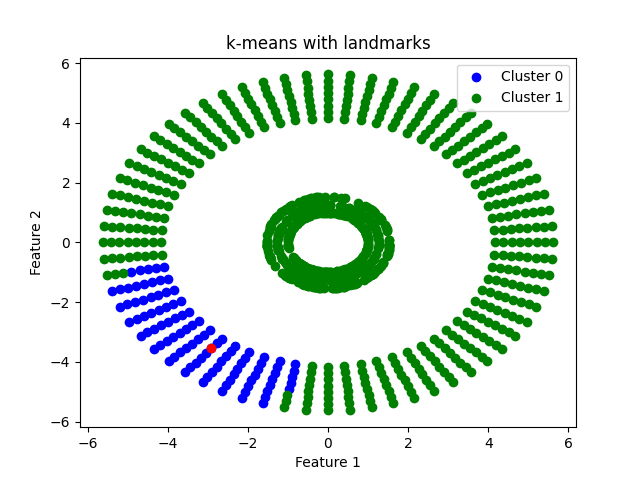 k-means with landmarks
Cluster 0
Cluster 1
6
4
2
0
−2
−4
−6
Feature 2
−6 −4 −2 0 2 4 6
Feature 1